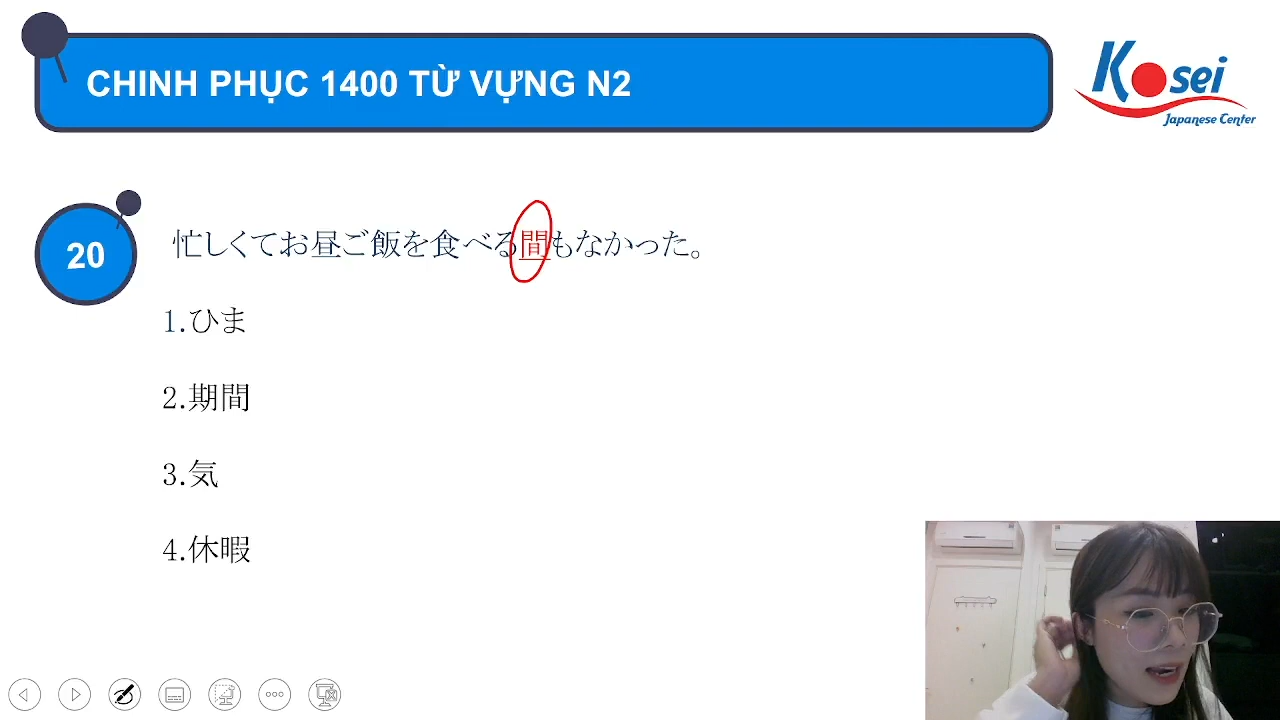 CHINH PHỤC 1400 TỪ VỰNG N2
Kosei
Japanese Center
20
忙しくてお昼ご飯を食べる間もなかった。
1.ひま
2.期間
3.気
4.休暇